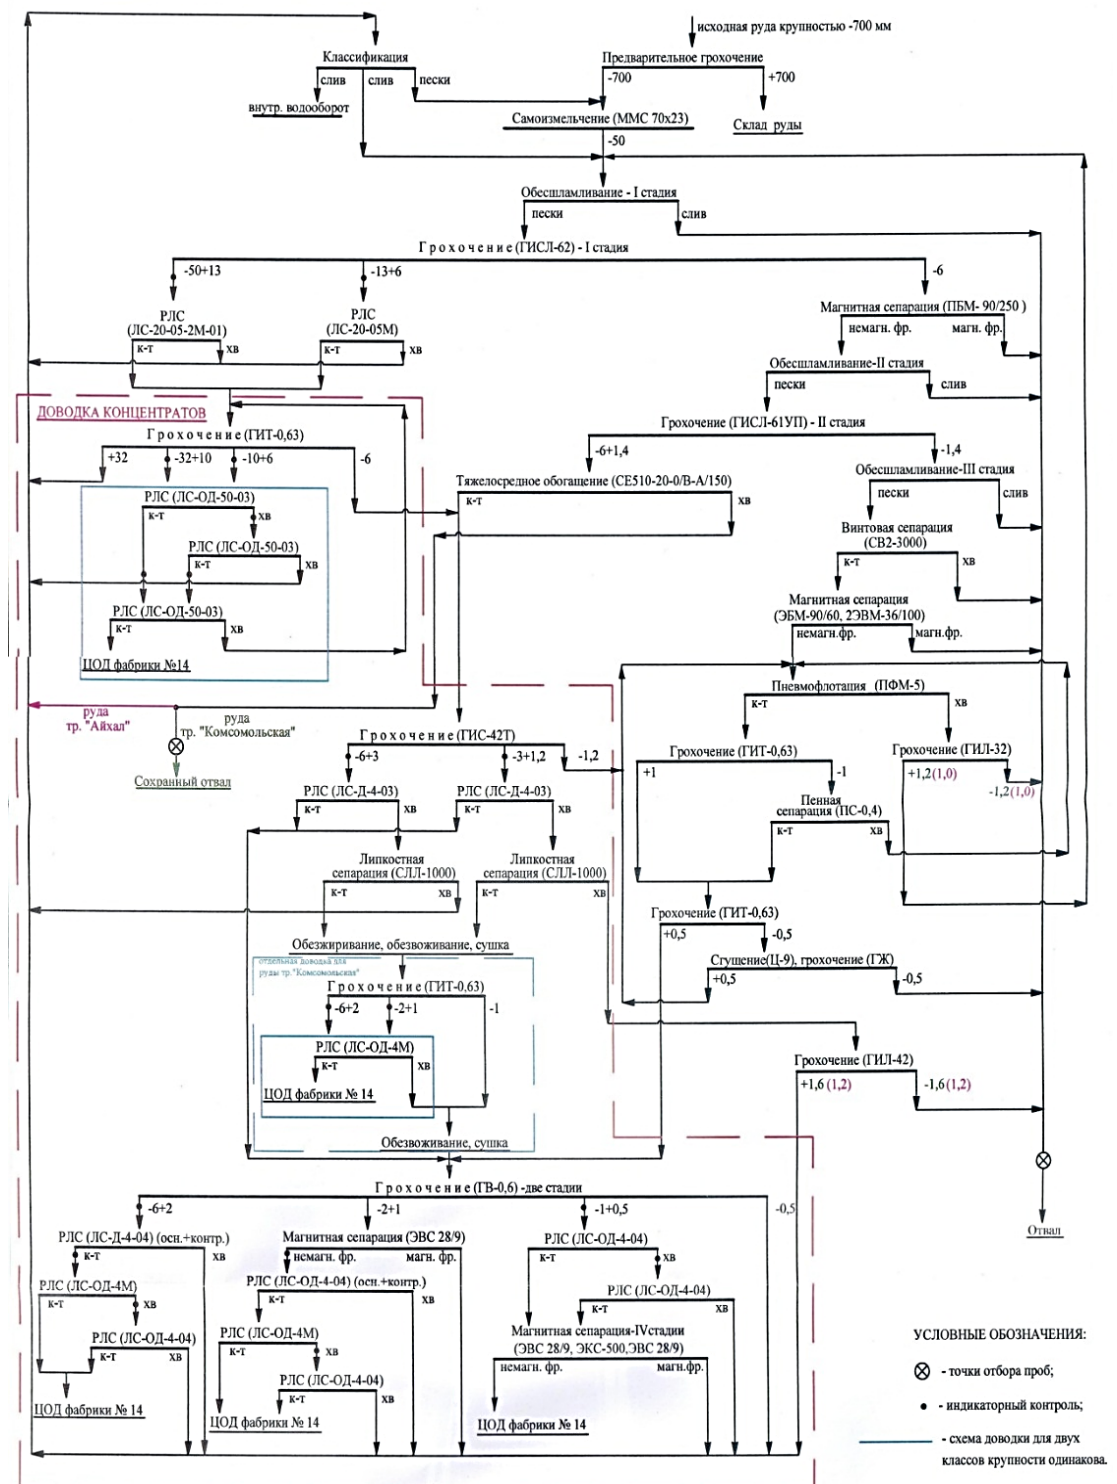 исходная руда крупностью -700 мм
Классификация
Предварительное грохочение
слив
слив
пески
-700
+700
внутр. водооборот
Самоизмельчение (ММС 70х23)
Склад руды
-50
Обесшламливание - I стадия
пески
слив
Грохочение (ГИСЛ-62) - I стадия
-50+13
-13+6
-6
РЛС
(ЛС-20-05-2М-01)
к-т
хв
РЛС
(ЛС-20-05М)
к-т
хв
Магнитная сепарация (ПБМ- 90/250 )
немагн. фр.
магн. фр.
Обесшламливание-II стадия
пески
слив
ДОВОДКА КОНЦЕНТРАТОВ
Грохочение (ГИТ-0,63)
+32
-32+10
-10+6
-6
Грохочение (ГИСЛ-61УП) - II стадия
-6+1,4
-1,4
Тяжелосредное обогащение (СЕ510-20-0/В-А/150)
к-т
хв
Обесшламливание-III стадия
пески
слив
РЛС (ЛС-ОД-50-03)
к-т
хв
РЛС (ЛС-ОД-50-03)
к-т
хв
РЛС (ЛС-ОД-50-03)
к-т
хв
ЦОД фабрики №14
Винтовая сепарация
(СВ2-3000)
к-т
хв
Магнитная сепарация
(ЭБМ-90/60, 2ЭВМ-36/100)
немагн.фр.
магн.фр.
Пневмофлотация (ПФМ-5)
к-т
хв
руда
тр. "Айхал"
руда
тр. "Комсомольская"
Сохранный отвал
Грохочение (ГИС-42Т)
-6+3
-3+1,2
-1,2
Грохочение (ГИТ-0,63)
+1
-1
Грохочение (ГИЛ-32)
+1,2(1,0)
-1,2(1,0)
РЛС (ЛС-Д-4-03)
к-т
хв
РЛС (ЛС-Д-4-03)
к-т
хв
Пенная
сепарация (ПС-0,4)
к-т
хв
Липкостная
сепарация (СЛЛ-1000)
к-т
хв
Липкостная
сепарация (СЛЛ-1000)
к-т
хв
Грохочение (ГИТ-0,63)
+0,5
-0,5
Обезжиривание, обезвоживание, сушка
отдельная доводка для
руды тр."Комсомольская"
Сгущение(Ц-9), грохочение (ГЖ)
+0,5
-0,5
Грохочение (ГИТ-0,63)
-6+2
-2+1
-1
РЛС (ЛС-ОД-4М)
к-т
хв
ЦОД фабрики № 14
Грохочение (ГИЛ-42)
+1,6 (1,2)
-1,6(1,2)
Обезвоживание, сушка
Грохочение (ГВ-0,6) -две стадии
-6+2
-2+1
-1+0,5
-0,5
Отвал
РЛС (ЛС-Д-4-04) (осн.+контр.)
к-т
хв
РЛС (ЛС-ОД-4М)
к-т
хв
РЛС (ЛС-ОД-4-04)
к-т
хв
ЦОД фабрики № 14
Магнитная сепарация (ЭВС 28/9)
немагн. фр.
магн. фр.
РЛС (ЛС-ОД-4-04) (осн.+контр.)
к-т
хв
РЛС (ЛС-ОД-4М)
к-т
хв
РЛС (ЛС-ОД-4-04)
к-т
хв
ЦОД фабрики № 14
РЛС (ЛС-ОД-4-04)
к-т
хв
РЛС (ЛС-ОД-4-04)
к-т
хв
Магнитная сепарация-IVстадии
(ЭВС 28/9, ЭКС-500,ЭВС 28/9)
немагн. фр.
магн.фр.
ЦОД фабрики № 14
УСЛОВНЫЕ ОБОЗНАЧЕНИЯ:
- точки отбора проб;
- индикаторный контроль;
- схема доводки для двух
классов крупности одинакова.